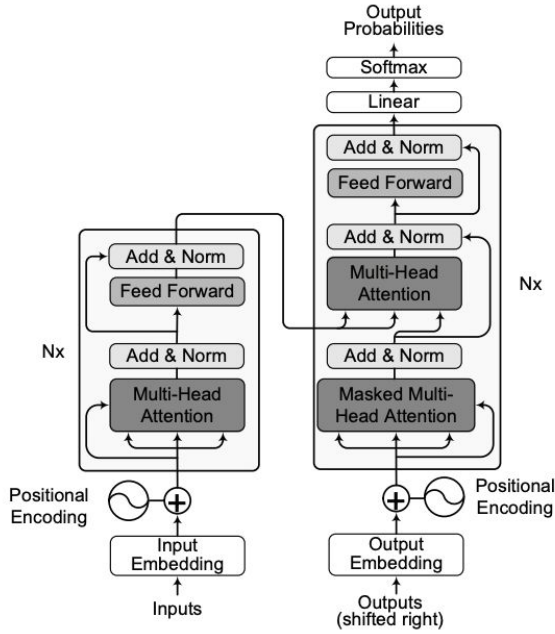 Output
Probabilities
Softmax
Linear
Add & Norm
Feed Forward
Add & Norm
Multi-Head
Attention
Nx
Add & Norm
Masked Multi-
Head Attention
Positional
Encoding
Output
Embedding
Outputs
(shifted right)
Add & Norm
Feed Forward
Nx
Add & Norm
Multi-Head
Attention
Positional
Encoding
Input
Embedding
Inputs